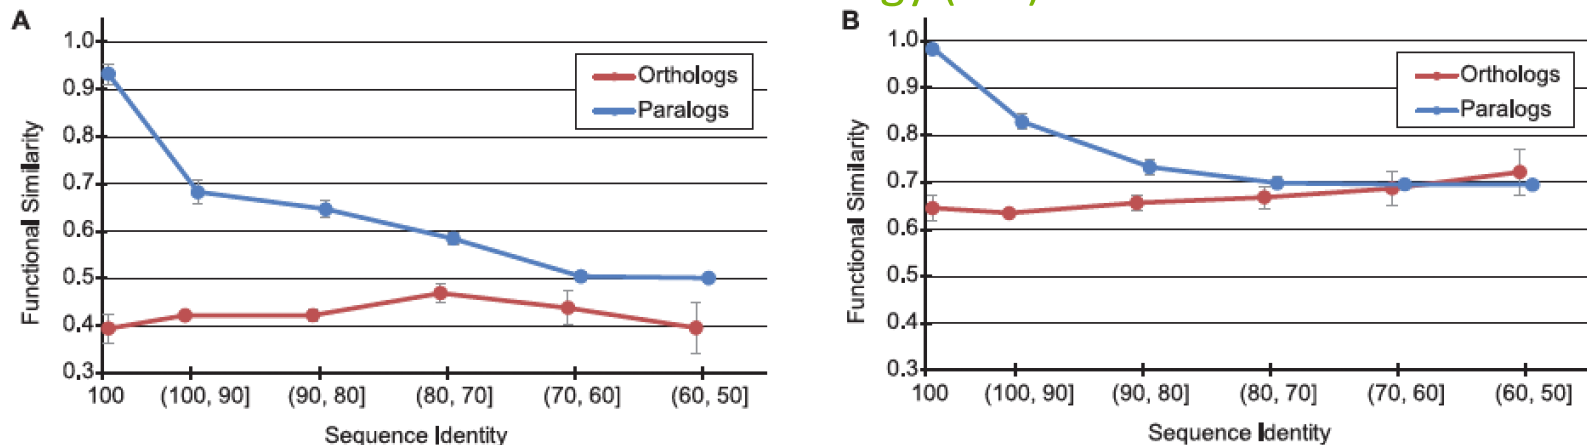 gy (
A
1.0
0.9
0.8
0.7
0.6
0.5
0.4
0.3
Functional Similarity
Orthologs
Paralogs
100 (100, 90] (90, 80] (80, 70] (70, 60] (60, 50]
Sequence Identity
B
1.0
0.9
0.8
0.7
0.6
0.5
0.4
0.3
Functional Similarity
Orthologs
Paralogs
100 (100, 90] (90, 80] (80, 70] (70, 60] (60, 50]
Sequence Identity